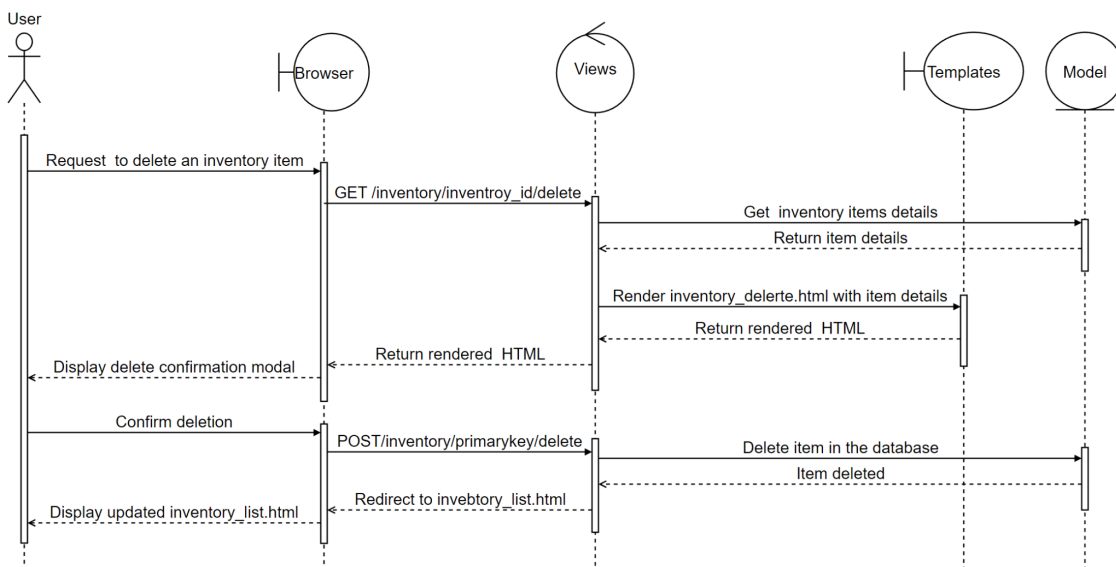 User
Browser
Views
Templates
Model
Request  to delete an inventory item
GET /inventory/inventroy_id/delete
Get  inventory items details
Return item details
Render inventory_delerte.html with item details
Return rendered  HTML
Return rendered  HTML
Display delete confirmation modal
Confirm deletion
POST/inventory/primarykey/delete
Delete item in the database
Item deleted
Redirect to invebtory_list.html
Display updated inventory_list.html